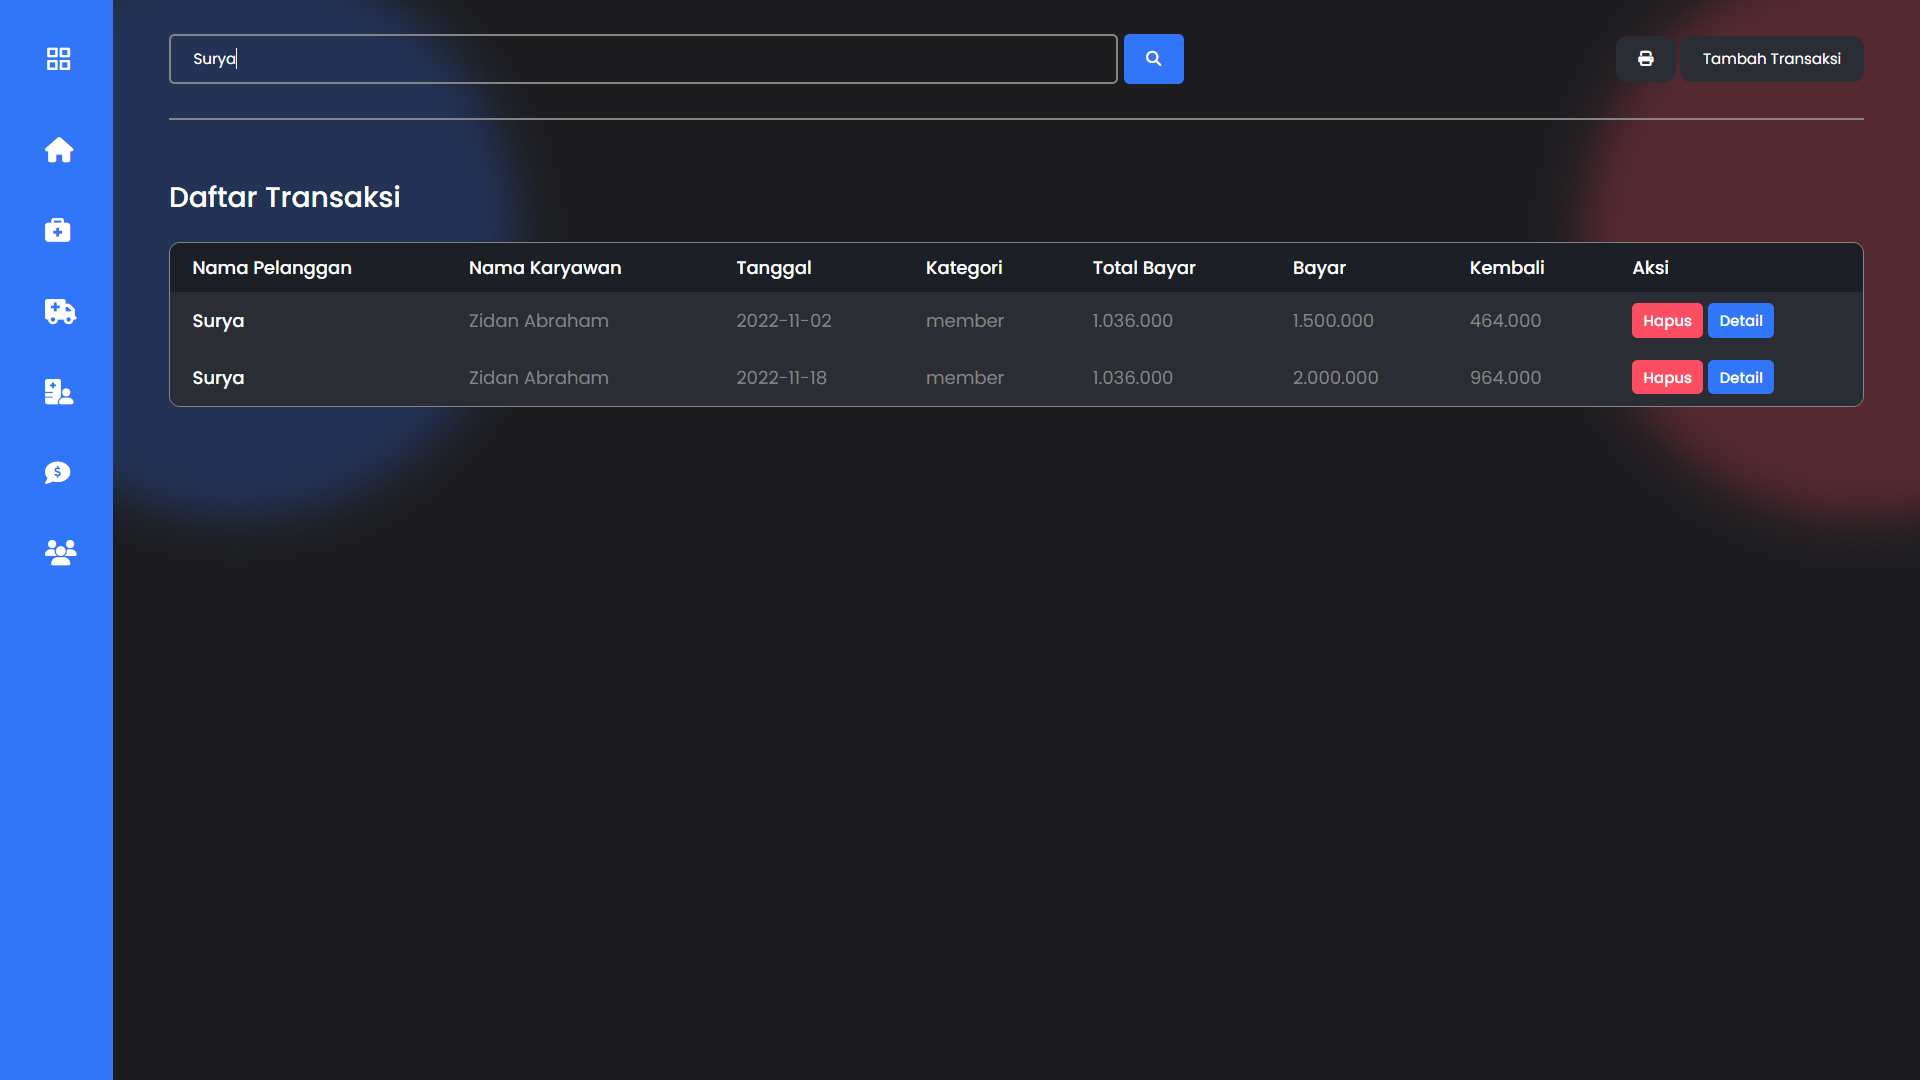 Surya
Tambah Transaksi
Daftar Transaksi
Nama Pelanggan Nama Karyawan Tanggal Kategori Total Bayar Bayar Kembali Aksi
Surya Zidan Abraham 2022-11-02 member 1.036.000 1.500.000 464.000 Hapus Detail
Surya Zidan Abraham 2022-11-18 member 1.036.000 2.000.000 964.000 Hapus Detail